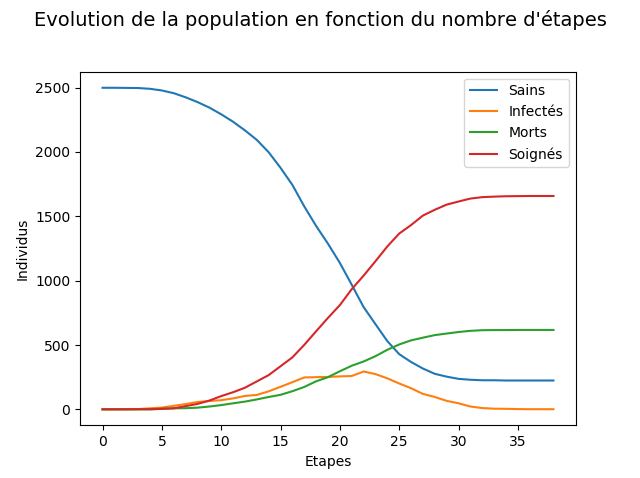 Evolution de la population en fonction du nombre d'étapes
Sains
Infectés
Morts
Soignés
Individus
2500
2000
1500
1000
500
0
0 5 10 15 20 25 30 35
Etapes